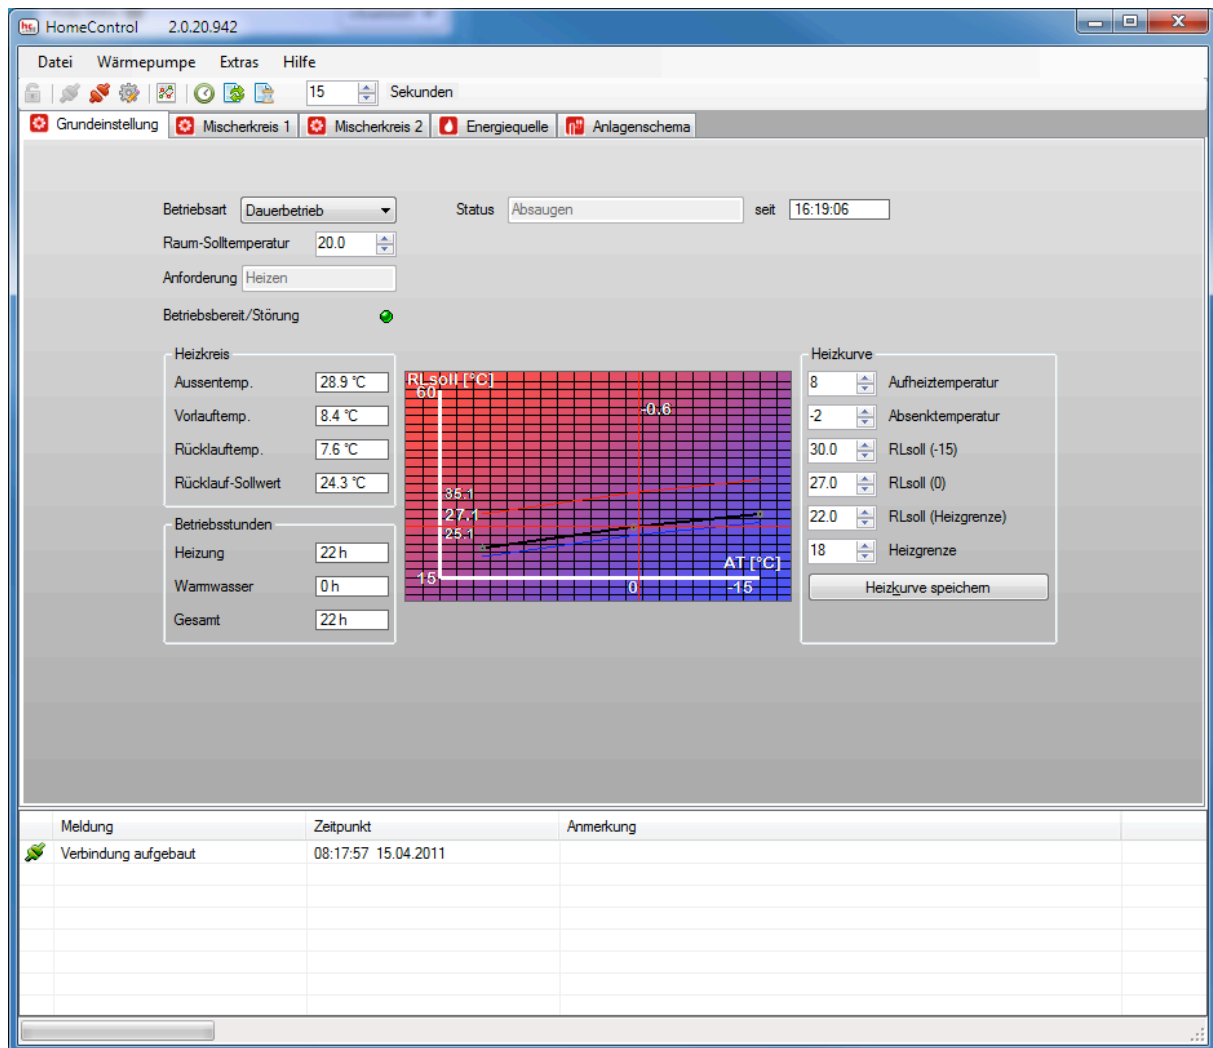 HomeControl 2.0.20.942
Datei Wärmepumpe Extras Hilfe
15 Sekunden
Grundeinstellung Mischerkreis 1 Mischerkreis 2 Energiequelle Anlagenschema
Betriebsart Dauerbetrieb Status Absaugen seit 16:19:06
Raum-Solltemperatur 20.0
Anforderung Heizen
Betriebsbereit/Störung
Heizkreis
Aussentemp. 28.9 °C
Vorlauftemp. 8.4 °C
Rücklauftemp. 7.6 °C
Rücklauf-Sollwert 24.3 °C
Betriebsstunden
Heizung 22 h
Warmwasser 0 h
Gesamt 22 h
RLsoll [°C]
60
-0.6
35.1
27.1
25.1
AT [°C]
15 0 -15
Heizkurve
8 Aufheiztemperatur
-2 Absenktemperatur
30.0 RLsoll (-15)
27.0 RLsoll (0)
22.0 RLsoll (Heizgrenze)
18 Heizgrenze
Heizkurve speichern
Meldung Zeitpunkt Anmerkung
Verbindung aufgebaut 08:17:57 15.04.2011